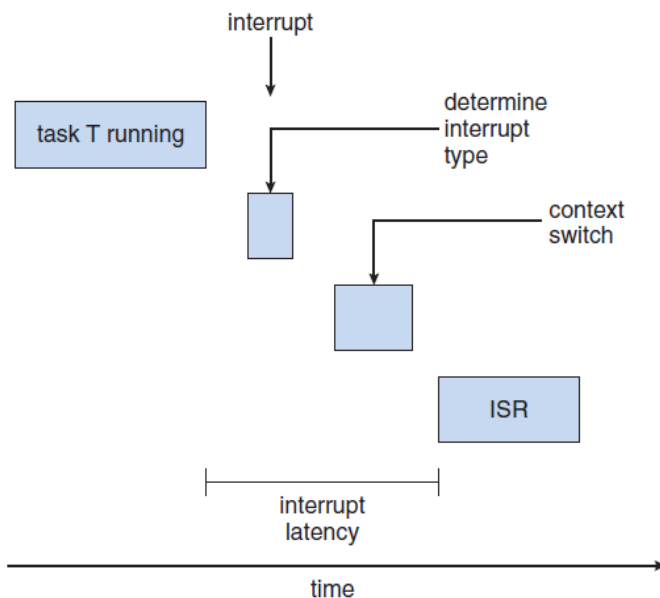 interrupt
task T running
determine
interrupt
type
context
switch
ISR
interrupt
latency
time